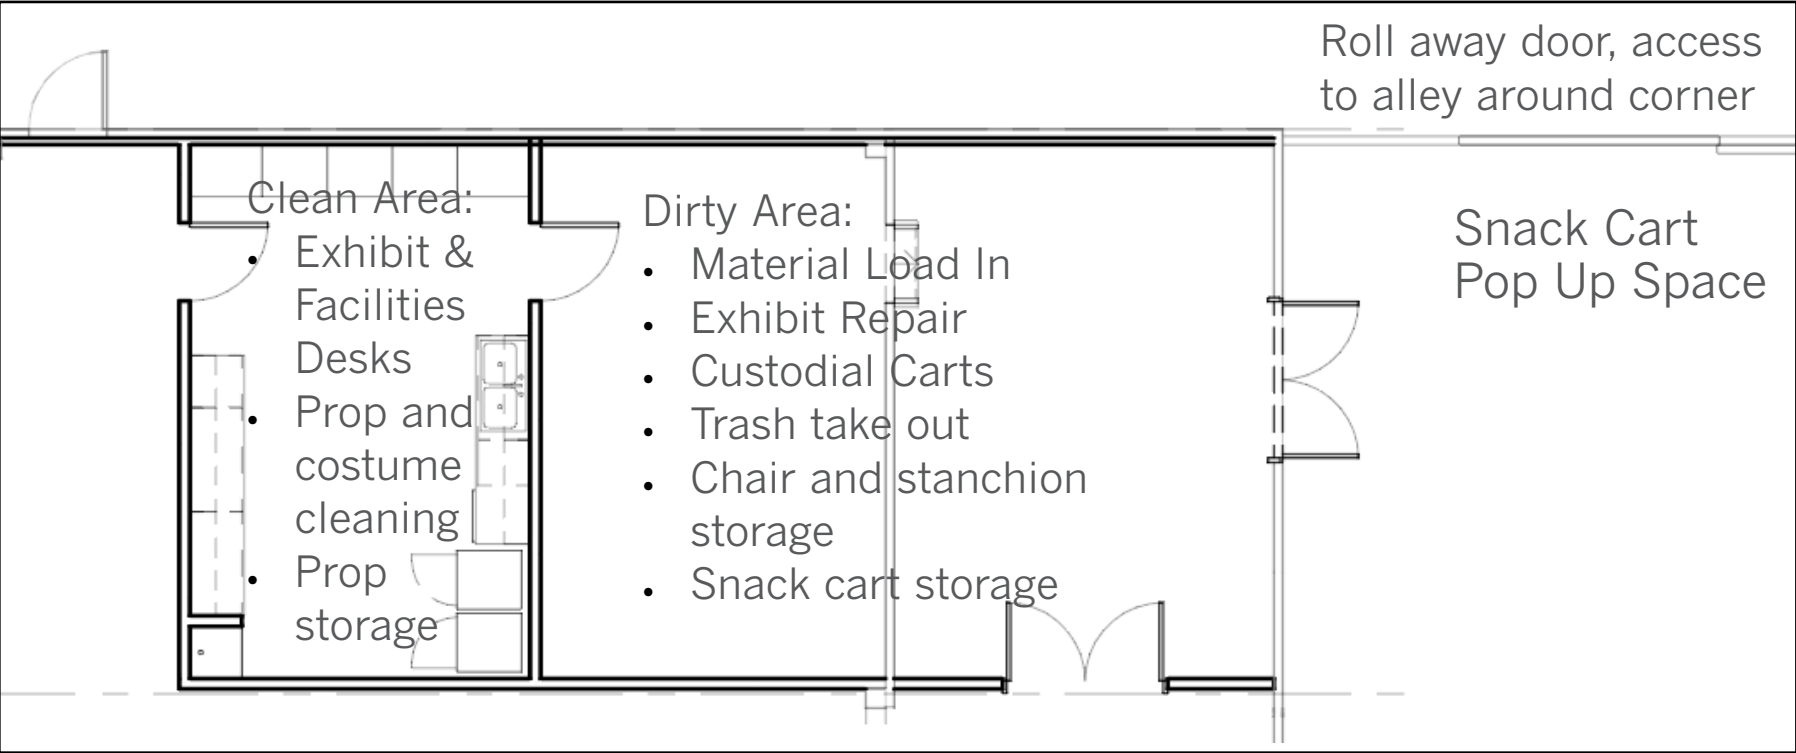 Roll away door, access
to alley around corner
Clean Area:
• Exhibit &
Facilities
Desks
• Prop and
costume
cleaning
• Prop
storage
Dirty Area:
• Material Load In
• Exhibit Repair
• Custodial Carts
• Trash take out
• Chair and stanchion
storage
• Snack cart storage
Snack Cart
Pop Up Space